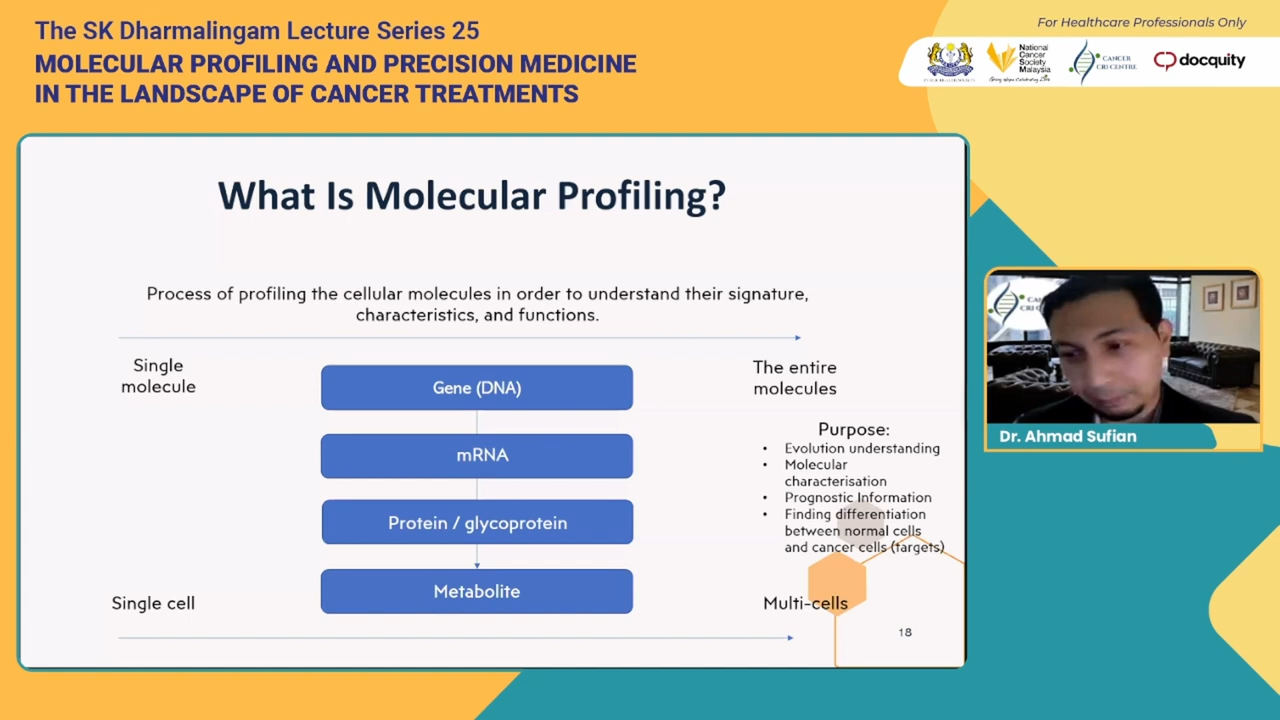 The SK Dharmalingam Lecture Series 25
MOLECULAR PROFILING AND PRECISION MEDICINE
IN THE LANDSCAPE OF CANCER TREATMENTS
For Healthcare Professionals Only
National
Cancer
Society
Malaysia
CANCER
CRI CENTRE
docquity
What Is Molecular Profiling?
Process of profiling the cellular molecules in order to understand their signature,
characteristics, and functions.
Single
molecule
The entire
molecules
Gene (DNA)
mRNA
Protein / glycoprotein
Metabolite
Purpose:
• Evolution understanding
• Molecular
characterisation
• Prognostic Information
• Finding differentiation
between normal cells
and cancer cells (targets)
Single cell
Multi-cells
18
Dr. Ahmad Sufian